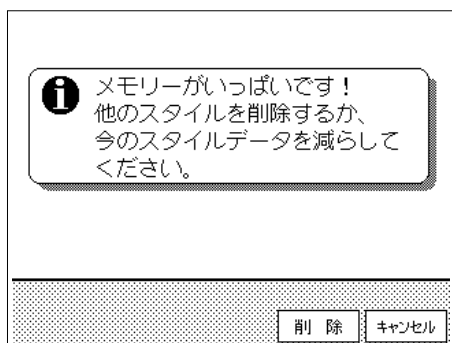 メモリーがいっぱいです！
他のスタイルを削除するか、
今のスタイルデータを減らして
ください。
削 除
ｷｬﾝｾﾙ